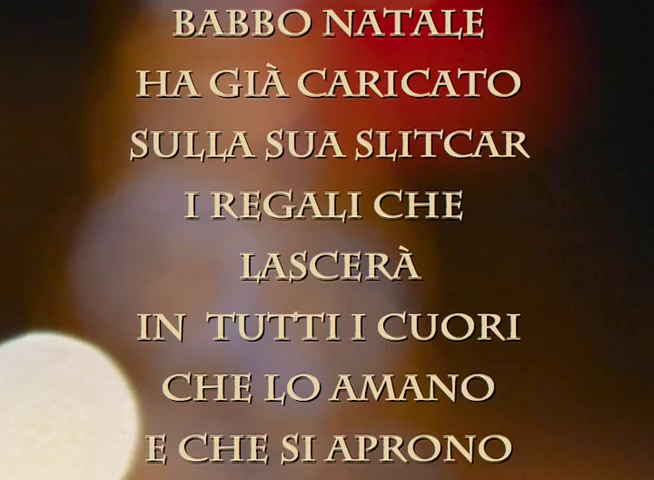 BABBO NATALE
HA GIÀ CARICATO
SULLA SUA SLITCAR
I REGALI CHE
LASCERÀ
IN TUTTI I CUORI
CHE LO AMANO
E CHE SI APRONO